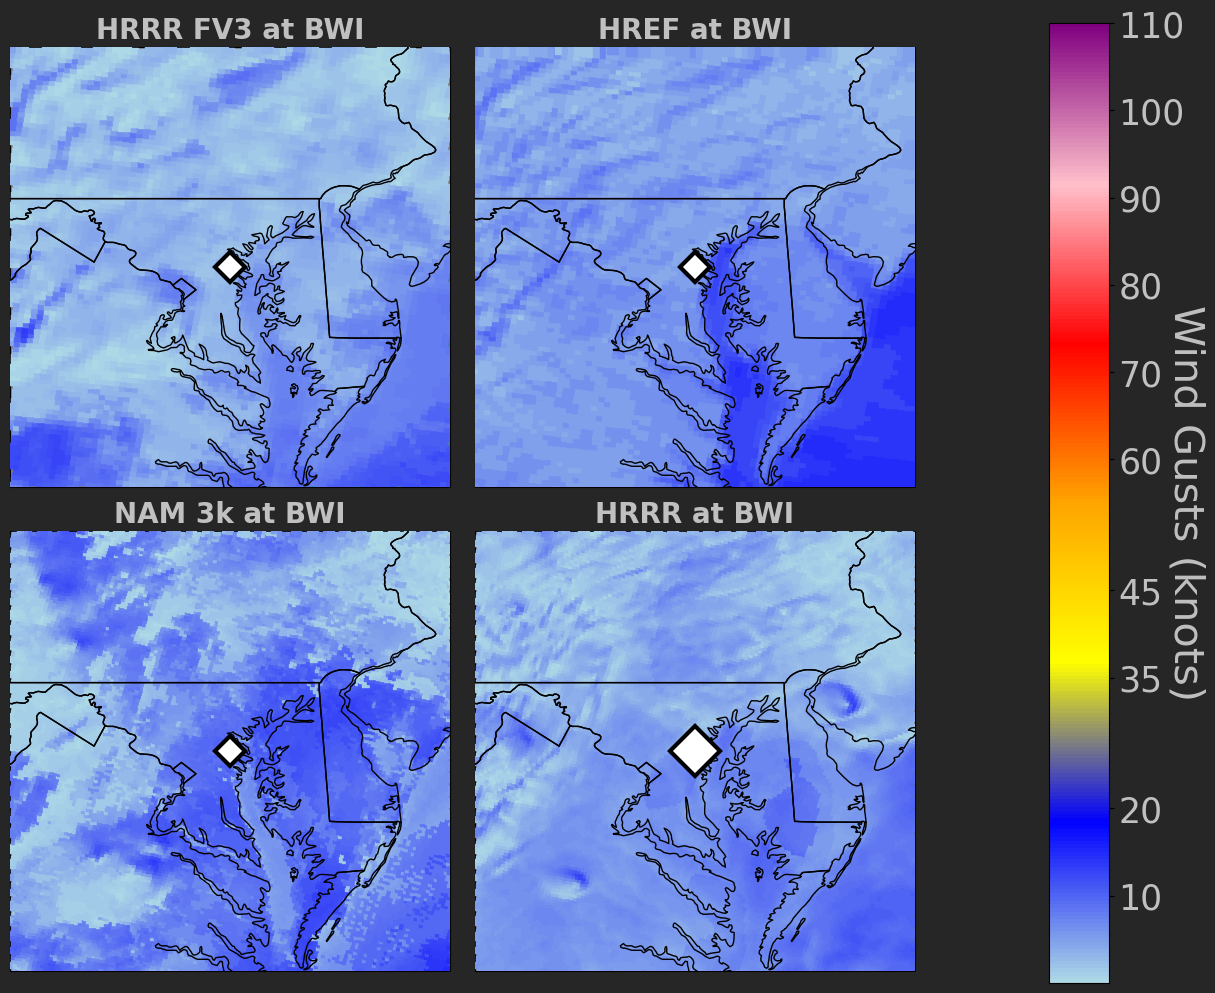 HRRR FV3 at BWI
HREF at BWI
NAM 3k at BWI
HRRR at BWI
110
100
90
80
70
60
45
35
20
10
Wind Gusts (knots)